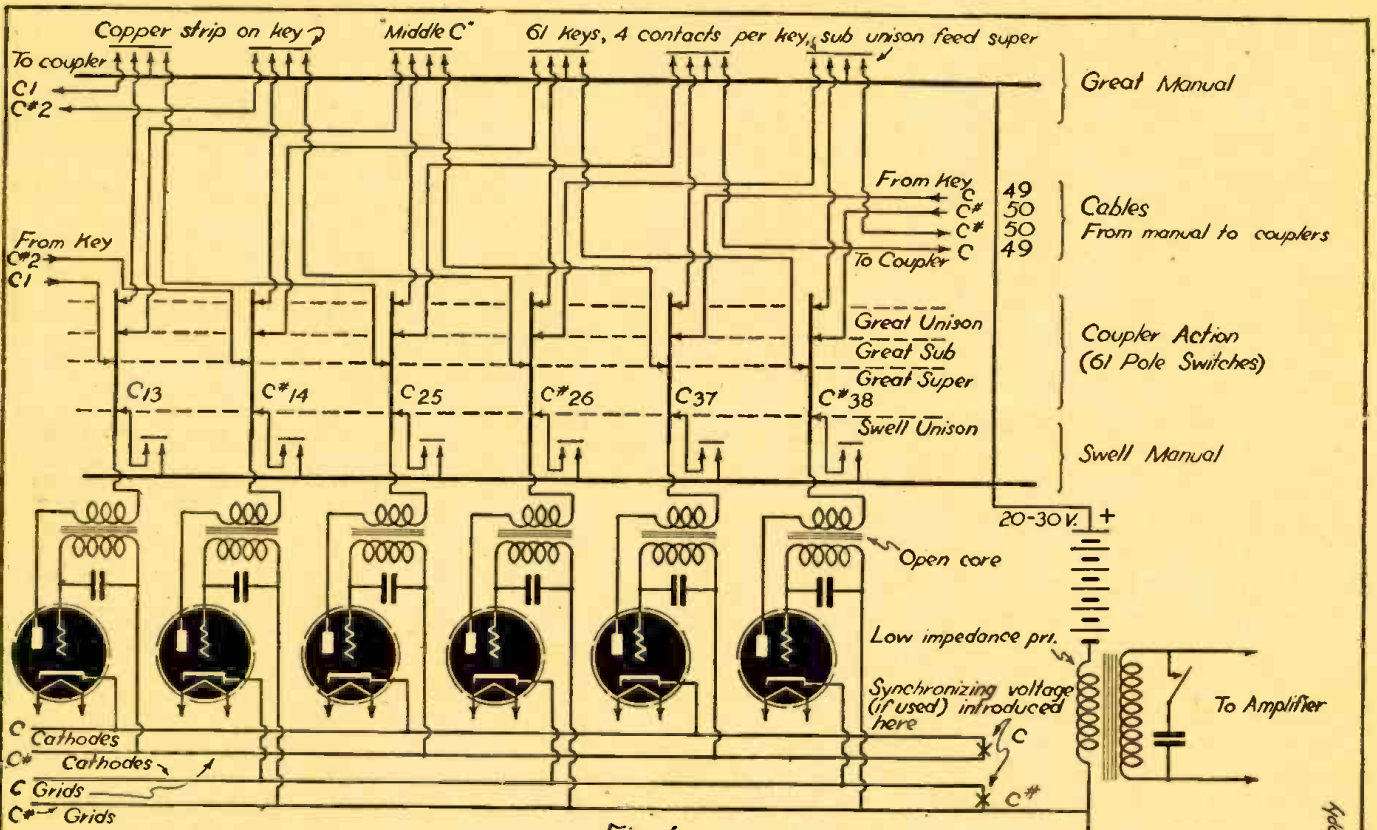 Copper strip on key
"Middle C"
61 Keys, 4 contacts per key, sub unison feed super
To coupler
C1
C#2
Great Manual
From Key
C 49
C# 50
C# 50
C 49
To Coupler
Cables
From manual to couplers
From Key
C#2
C1
Great Unison
Great Sub
Great Super
Coupler Action
(61 Pole Switches)
C13
C#14
C25
C#26
C37
C#38
Swell Unison
Swell Manual
20-30 V. +
Open core
Low impedance pri.
Synchronizing voltage
(if used) introduced
here
C
To Amplifier
C Cathodes
C# Cathodes
C Grids
C# Grids
C#